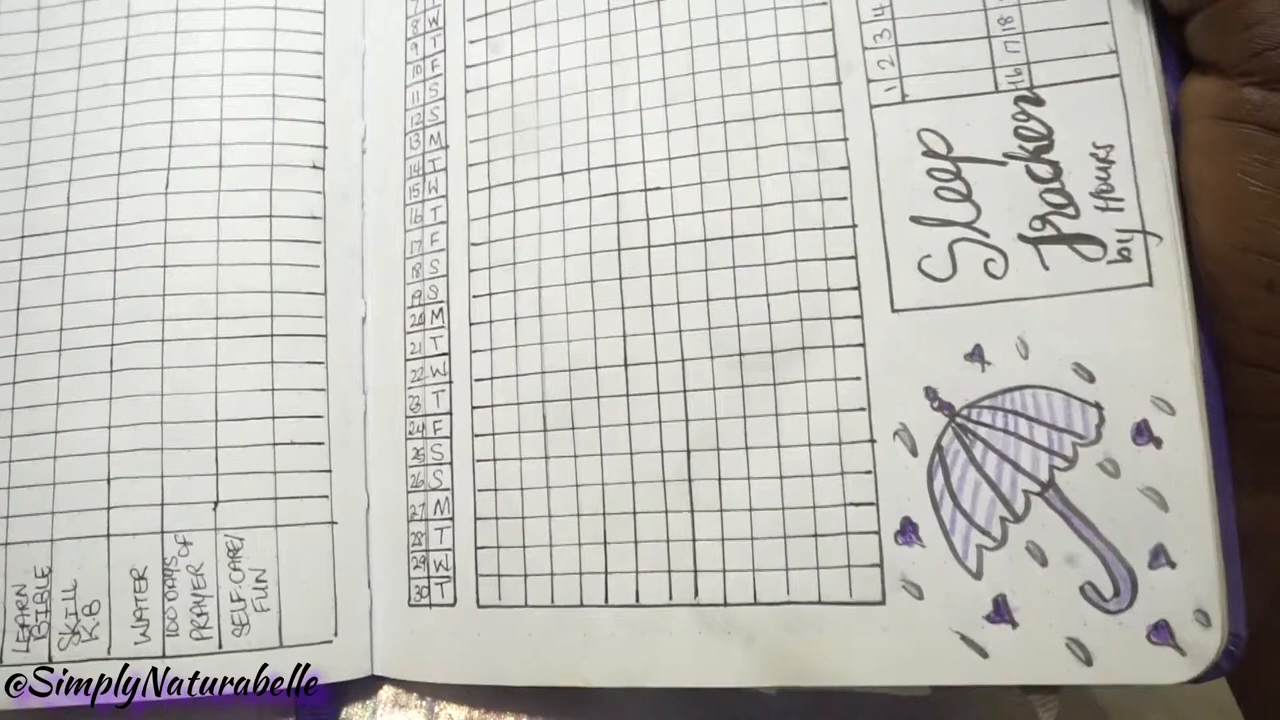 LEARN
BIBLE
SKILL
K.B
WATER
100 DAYS OF
PRAYER
SELF-CARE/
FUN
8 W
9 T
10 F
11 S
12 S
13 M
14 T
15 W
16 T
17 F
18 S
19 S
20 M
21 T
22 W
23 T
24 F
25 S
26 S
27 M
28 T
29 W
30 T
1 2 3 4
16 17 18
Sleep
Tracker
by Hours
©SimplyNaturabelle